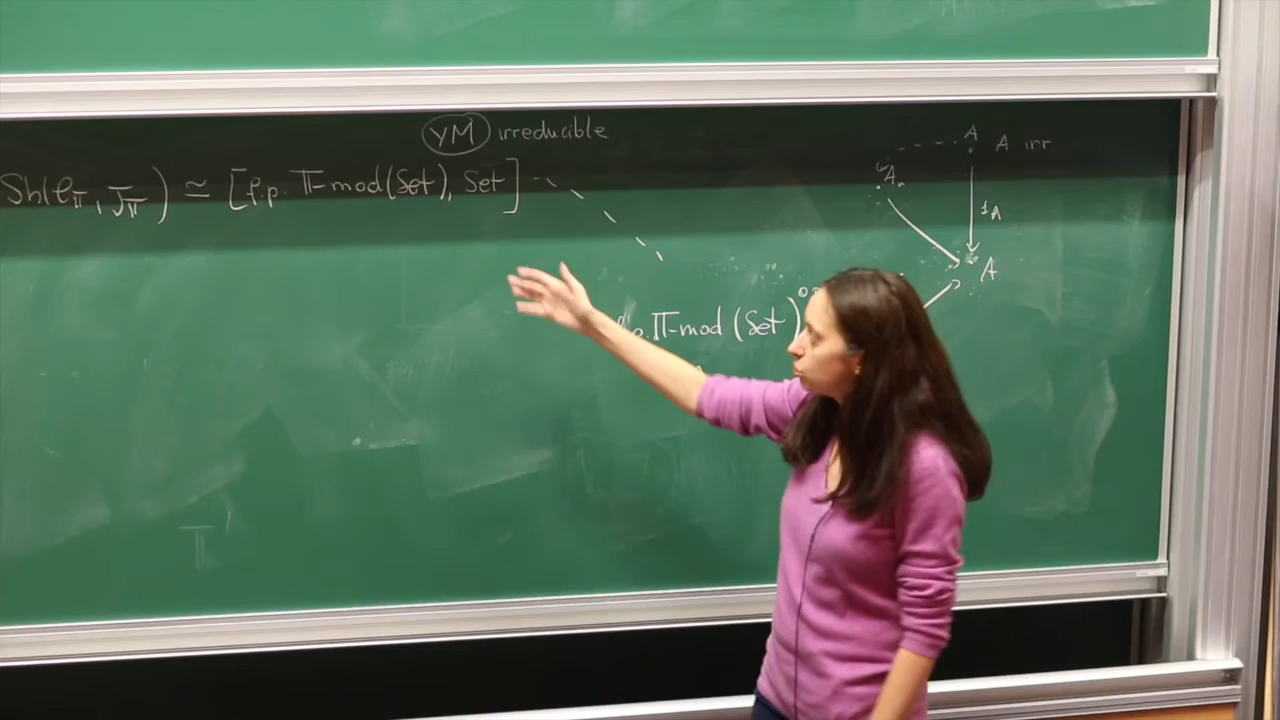 yM irreducible
Sh(C_𝕋, J_𝕋) ≃ [f.p. 𝕋-mod(Set), Set]
A A irr
A
1_A
A
p. 𝕋-mod (Set)^op
𝕋